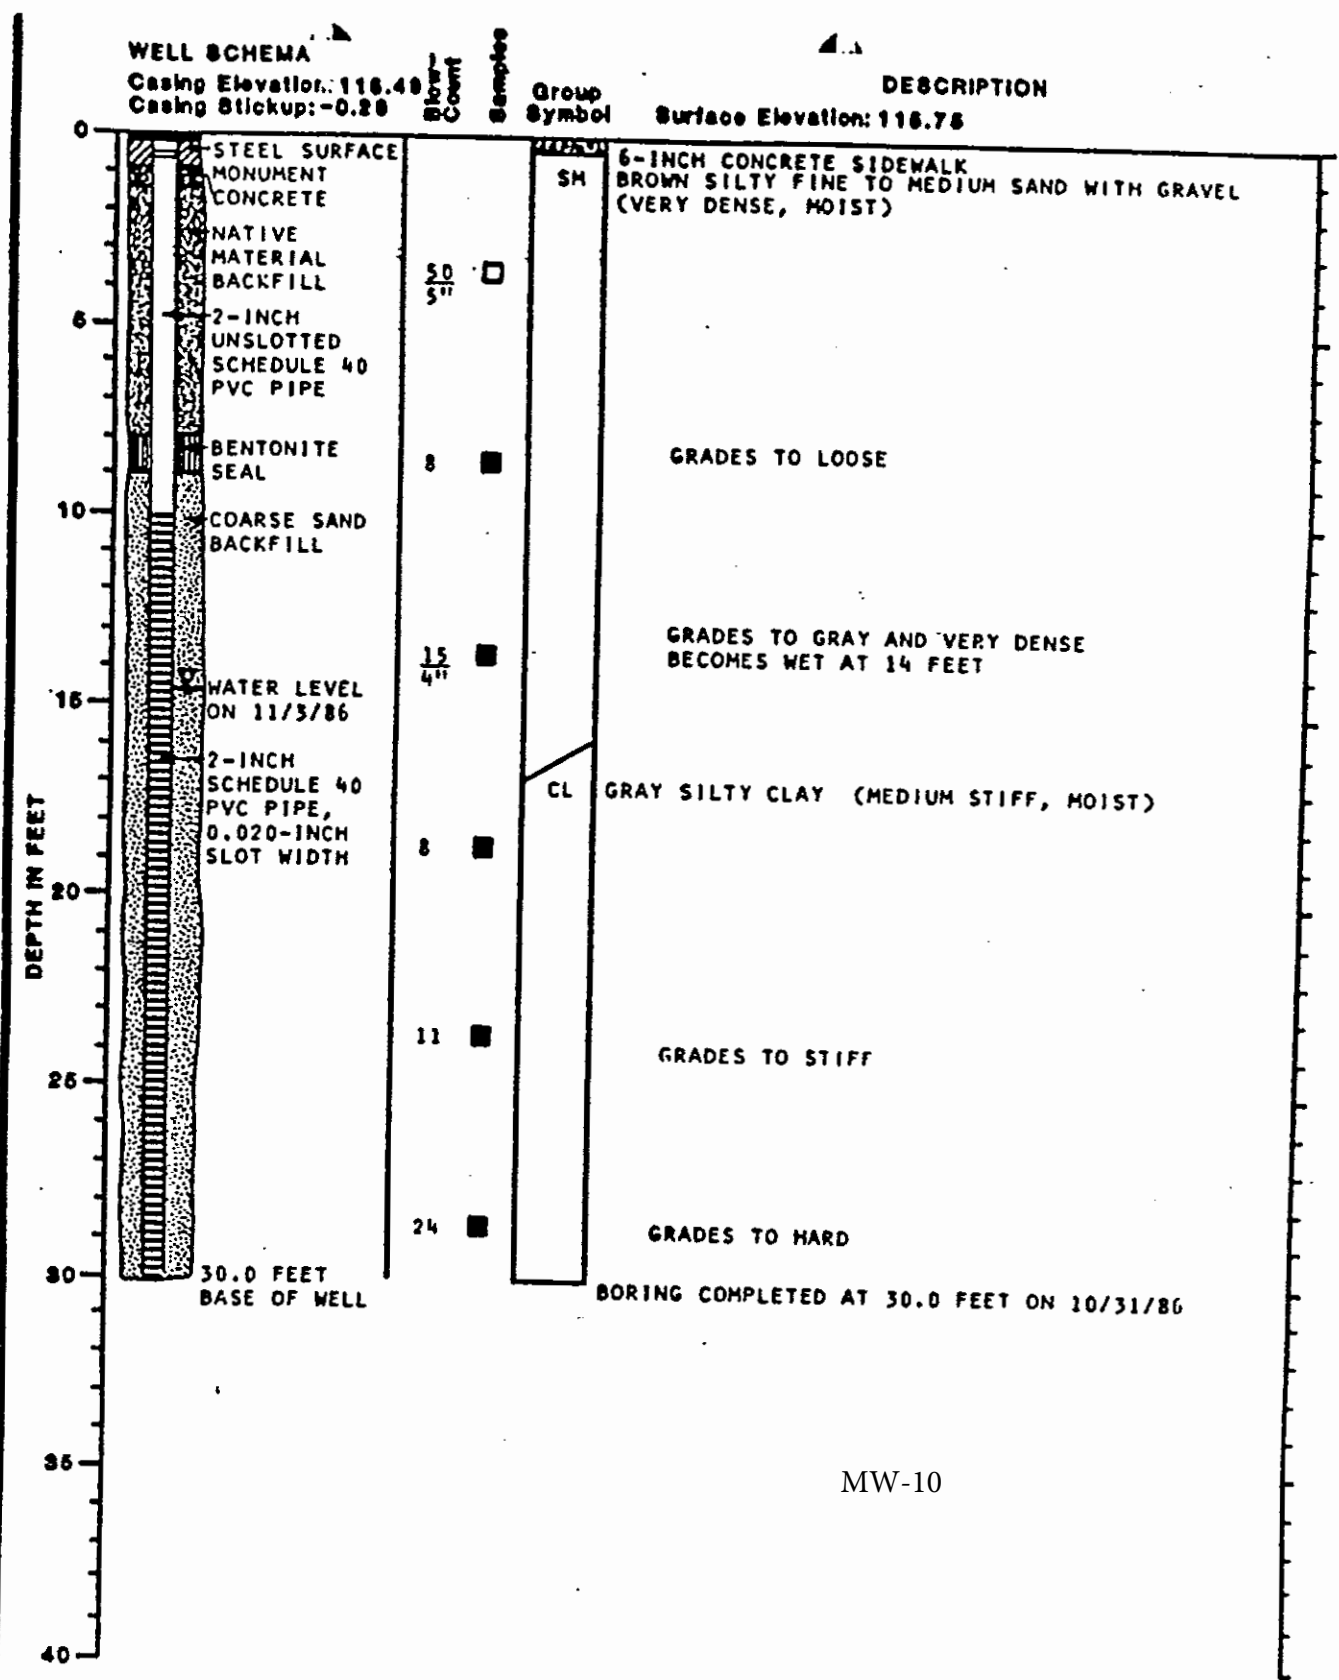 WELL SCHEMA
Casing Elevation: 116.49
Casing Stickup: -0.26
Blow-
Count
Samples
Group
Symbol
DESCRIPTION
Surface Elevation: 116.75
0
STEEL SURFACE
MONUMENT
CONCRETE
6-INCH CONCRETE SIDEWALK
SM
BROWN SILTY FINE TO MEDIUM SAND WITH GRAVEL
(VERY DENSE, MOIST)
NATIVE
MATERIAL
BACKFILL
50
5"
5
2-INCH
UNSLOTTED
SCHEDULE 40
PVC PIPE
BENTONITE
SEAL
8
GRADES TO LOOSE
10
COARSE SAND
BACKFILL
15
4"
GRADES TO GRAY AND VERY DENSE
BECOMES WET AT 14 FEET
15
WATER LEVEL
ON 11/3/86
2-INCH
SCHEDULE 40
PVC PIPE,
0.020-INCH
SLOT WIDTH
CL
GRAY SILTY CLAY (MEDIUM STIFF, MOIST)
8
DEPTH IN FEET
20
11
GRADES TO STIFF
25
24
GRADES TO HARD
30
30.0 FEET
BASE OF WELL
BORING COMPLETED AT 30.0 FEET ON 10/31/86
35
MW-10
40